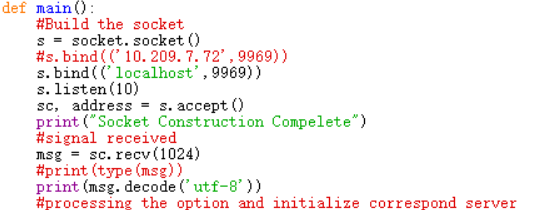 def main():
    #Build the socket
    s = socket.socket()
    #s.bind(('10.209.7.72',9969))
    s.bind(('localhost',9969))
    s.listen(10)
    sc, address = s.accept()
    print("Socket Construction Compelete")
    #signal received
    msg = sc.recv(1024)
    #print(type(msg))
    print(msg.decode('utf-8'))
    #processing the option and initialize correspond server